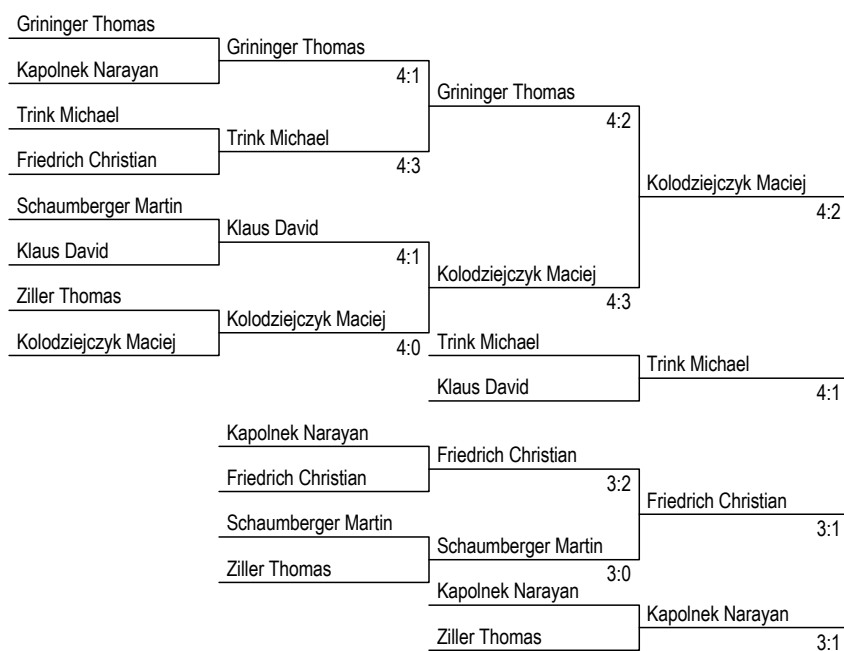 Grininger Thomas
Grininger Thomas
Kapolnek Narayan
4:1
Grininger Thomas
Trink Michael
4:2
Trink Michael
Friedrich Christian
4:3
Kolodziejczyk Maciej
Schaumberger Martin
4:2
Klaus David
Klaus David
4:1
Kolodziejczyk Maciej
Ziller Thomas
4:3
Kolodziejczyk Maciej
Kolodziejczyk Maciej
4:0
Trink Michael
Trink Michael
Klaus David
4:1
Kapolnek Narayan
Friedrich Christian
Friedrich Christian
3:2
Friedrich Christian
Schaumberger Martin
3:1
Schaumberger Martin
Ziller Thomas
3:0
Kapolnek Narayan
Kapolnek Narayan
Ziller Thomas
3:1